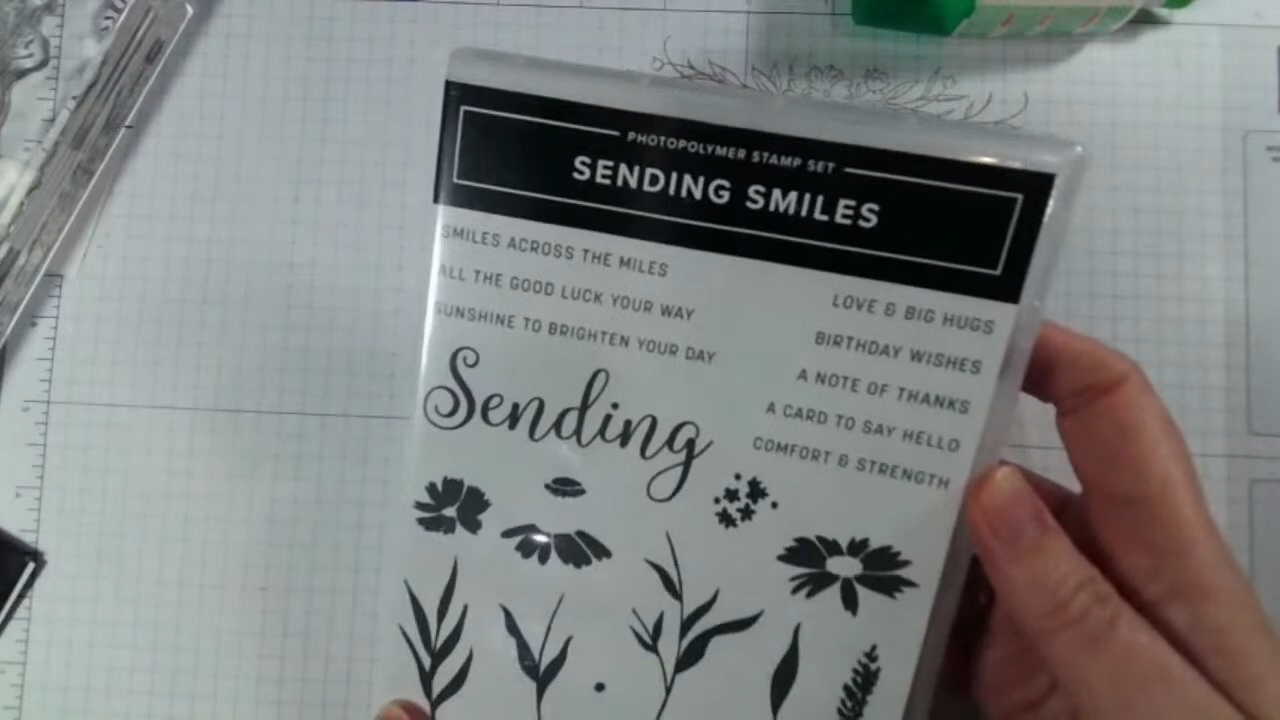 PHOTOPOLYMER STAMP SET
SENDING SMILES
SMILES ACROSS THE MILES
ALL THE GOOD LUCK YOUR WAY
SUNSHINE TO BRIGHTEN YOUR DAY
Sending
LOVE & BIG HUGS
BIRTHDAY WISHES
A NOTE OF THANKS
A CARD TO SAY HELLO
COMFORT & STRENGTH